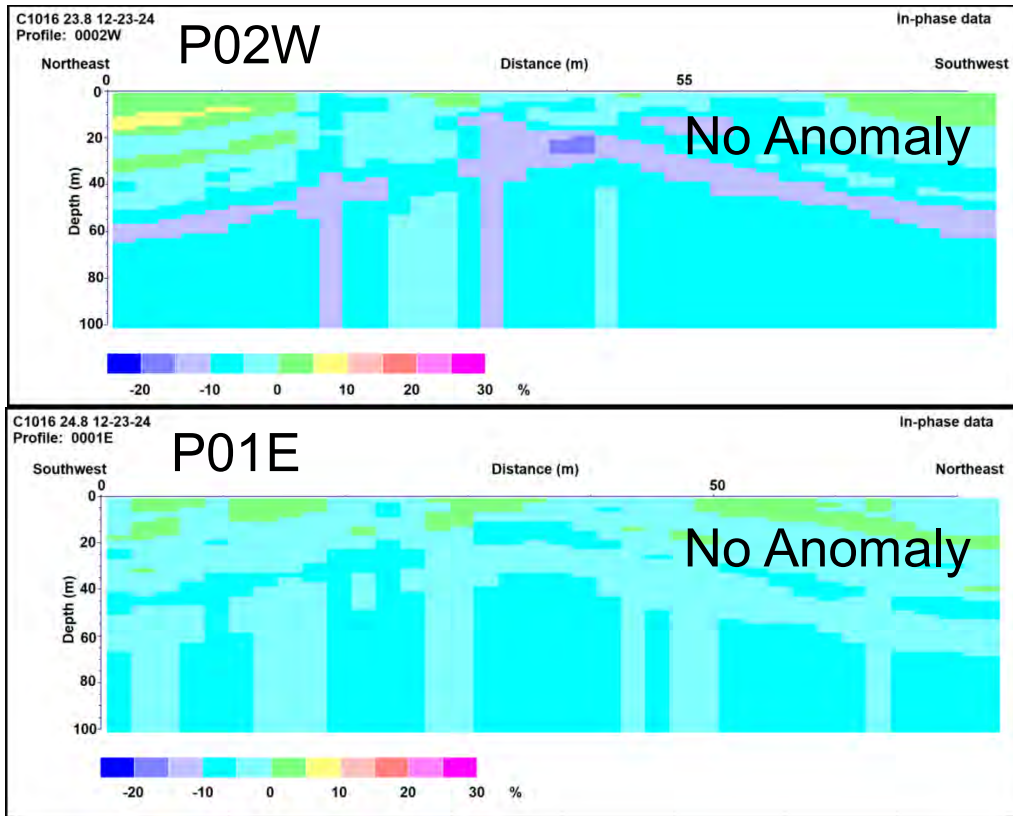 C1016 23.8 12-23-24 In-phase data
Profile: 0002W P02W
Northeast Distance (m) Southwest
0 55
0
20
40
60
80
100
Depth (m)
No Anomaly
-20 -10 0 10 20 30 %
C1016 24.8 12-23-24 In-phase data
Profile: 0001E P01E
Southwest Distance (m) Northeast
0 50
0
20
40
60
80
100
Depth (m)
No Anomaly
-20 -10 0 10 20 30 %